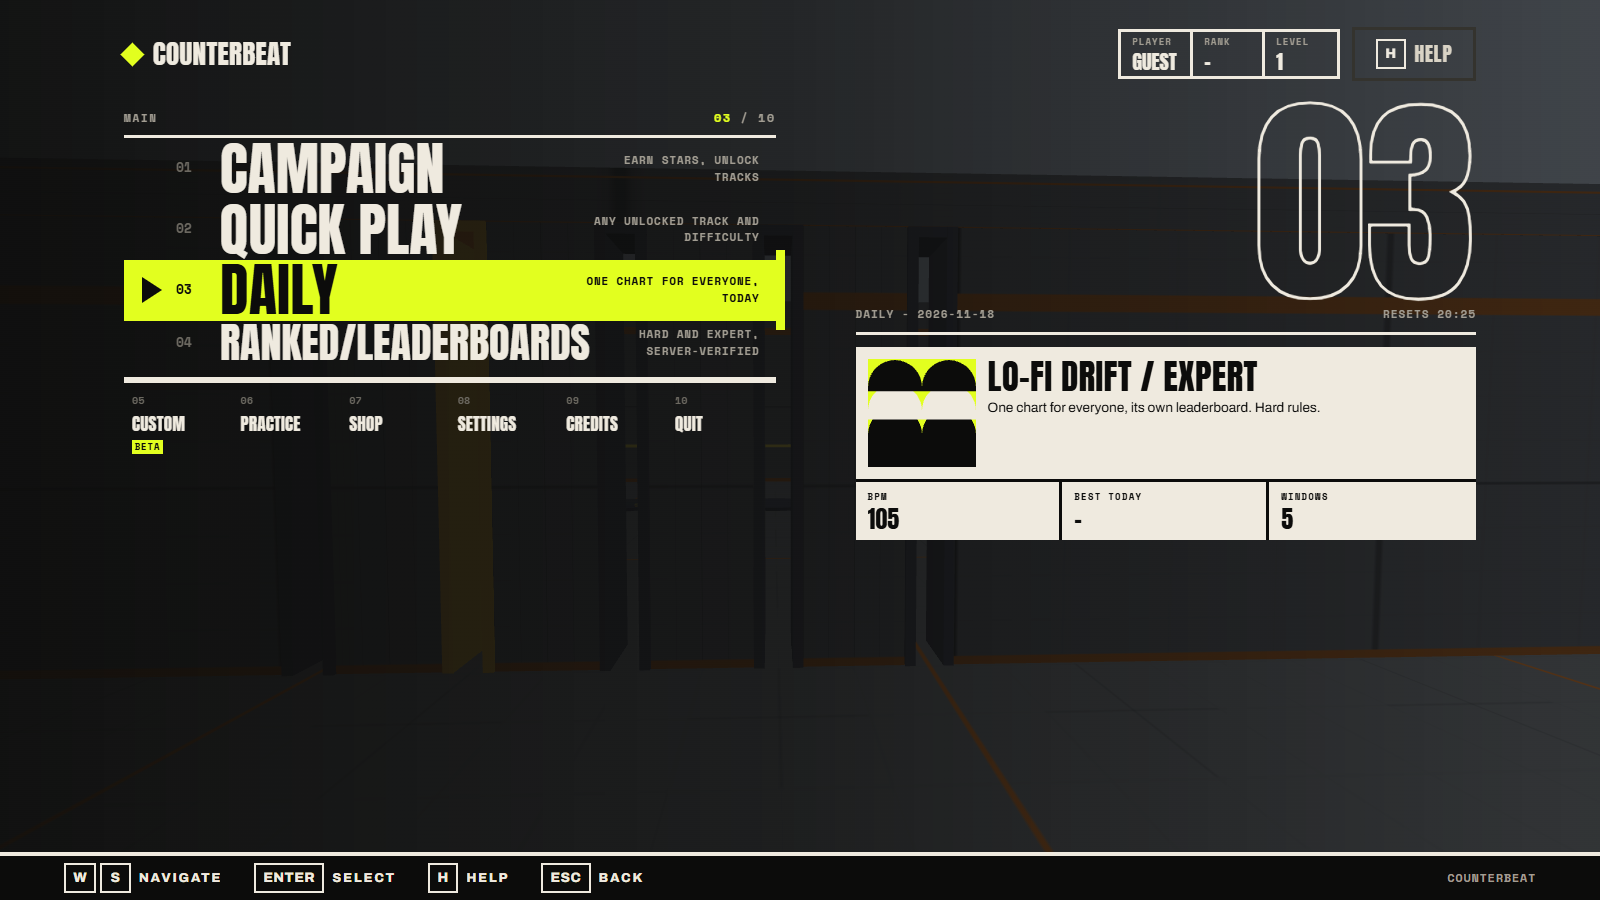 COUNTERBEAT
PLAYER
GUEST
RANK
-
LEVEL
1
H HELP
MAIN
03 / 10
01 CAMPAIGN
EARN STARS, UNLOCK
TRACKS
02 QUICK PLAY
ANY UNLOCKED TRACK AND
DIFFICULTY
03 DAILY
ONE CHART FOR EVERYONE,
TODAY
04 RANKED/LEADERBOARDS
HARD AND EXPERT,
SERVER-VERIFIED
05
CUSTOM
BETA
06
PRACTICE
07
SHOP
08
SETTINGS
09
CREDITS
10
QUIT
03
DAILY - 2026-11-18
RESETS 20:25
LO-FI DRIFT / EXPERT
One chart for everyone, its own leaderboard. Hard rules.
BPM
105
BEST TODAY
-
WINDOWS
5
W S NAVIGATE
ENTER SELECT
H HELP
ESC BACK
COUNTERBEAT